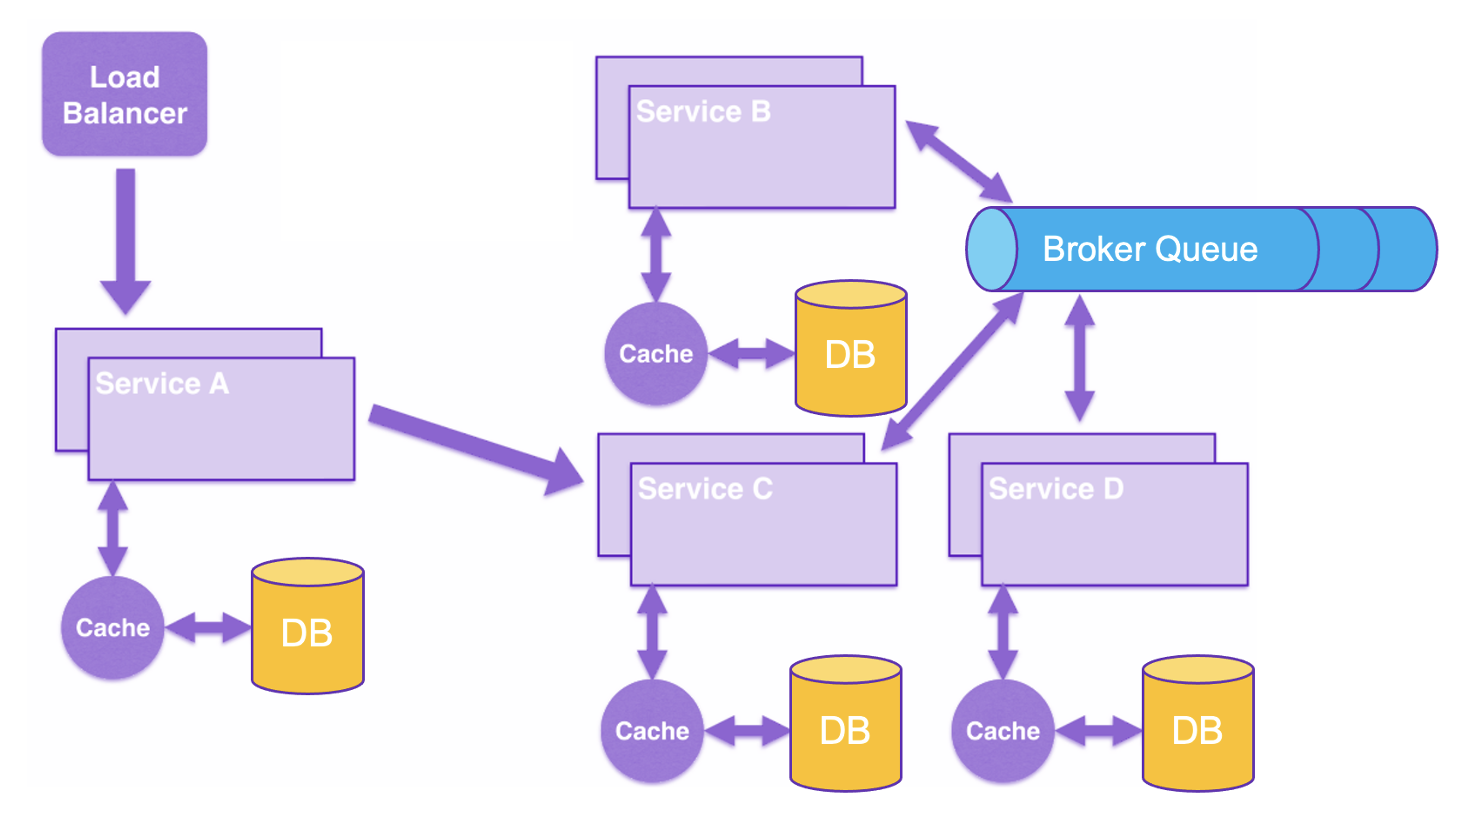 Load
Balancer
Service B
Broker Queue
Cache
DB
Service A
Service C
Service D
Cache
DB
Cache
DB
Cache
DB